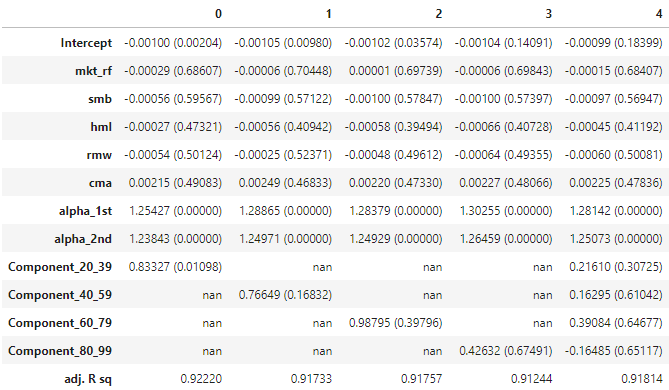 0 1 2 3 4
Intercept -0.00100 (0.00204) -0.00105 (0.00980) -0.00102 (0.03574) -0.00104 (0.14091) -0.00099 (0.18399)
mkt_rf -0.00029 (0.68607) -0.00006 (0.70448) 0.00001 (0.69739) -0.00006 (0.69843) -0.00015 (0.68407)
smb -0.00056 (0.59567) -0.00099 (0.57122) -0.00100 (0.57847) -0.00100 (0.57397) -0.00097 (0.56947)
hml -0.00027 (0.47321) -0.00056 (0.40942) -0.00058 (0.39494) -0.00066 (0.40728) -0.00045 (0.41192)
rmw -0.00054 (0.50124) -0.00025 (0.52371) -0.00048 (0.49612) -0.00064 (0.49355) -0.00060 (0.50081)
cma 0.00215 (0.49083) 0.00249 (0.46833) 0.00220 (0.47330) 0.00227 (0.48066) 0.00225 (0.47836)
alpha_1st 1.25427 (0.00000) 1.28865 (0.00000) 1.28379 (0.00000) 1.30255 (0.00000) 1.28142 (0.00000)
alpha_2nd 1.23843 (0.00000) 1.24971 (0.00000) 1.24929 (0.00000) 1.26459 (0.00000) 1.25073 (0.00000)
Component_20_39 0.83327 (0.01098) nan nan nan 0.21610 (0.30725)
Component_40_59 nan 0.76649 (0.16832) nan nan 0.16295 (0.61042)
Component_60_79 nan nan 0.98795 (0.39796) nan 0.39084 (0.64677)
Component_80_99 nan nan nan 0.42632 (0.67491) -0.16485 (0.65117)
adj. R sq 0.92220 0.91733 0.91757 0.91244 0.91814